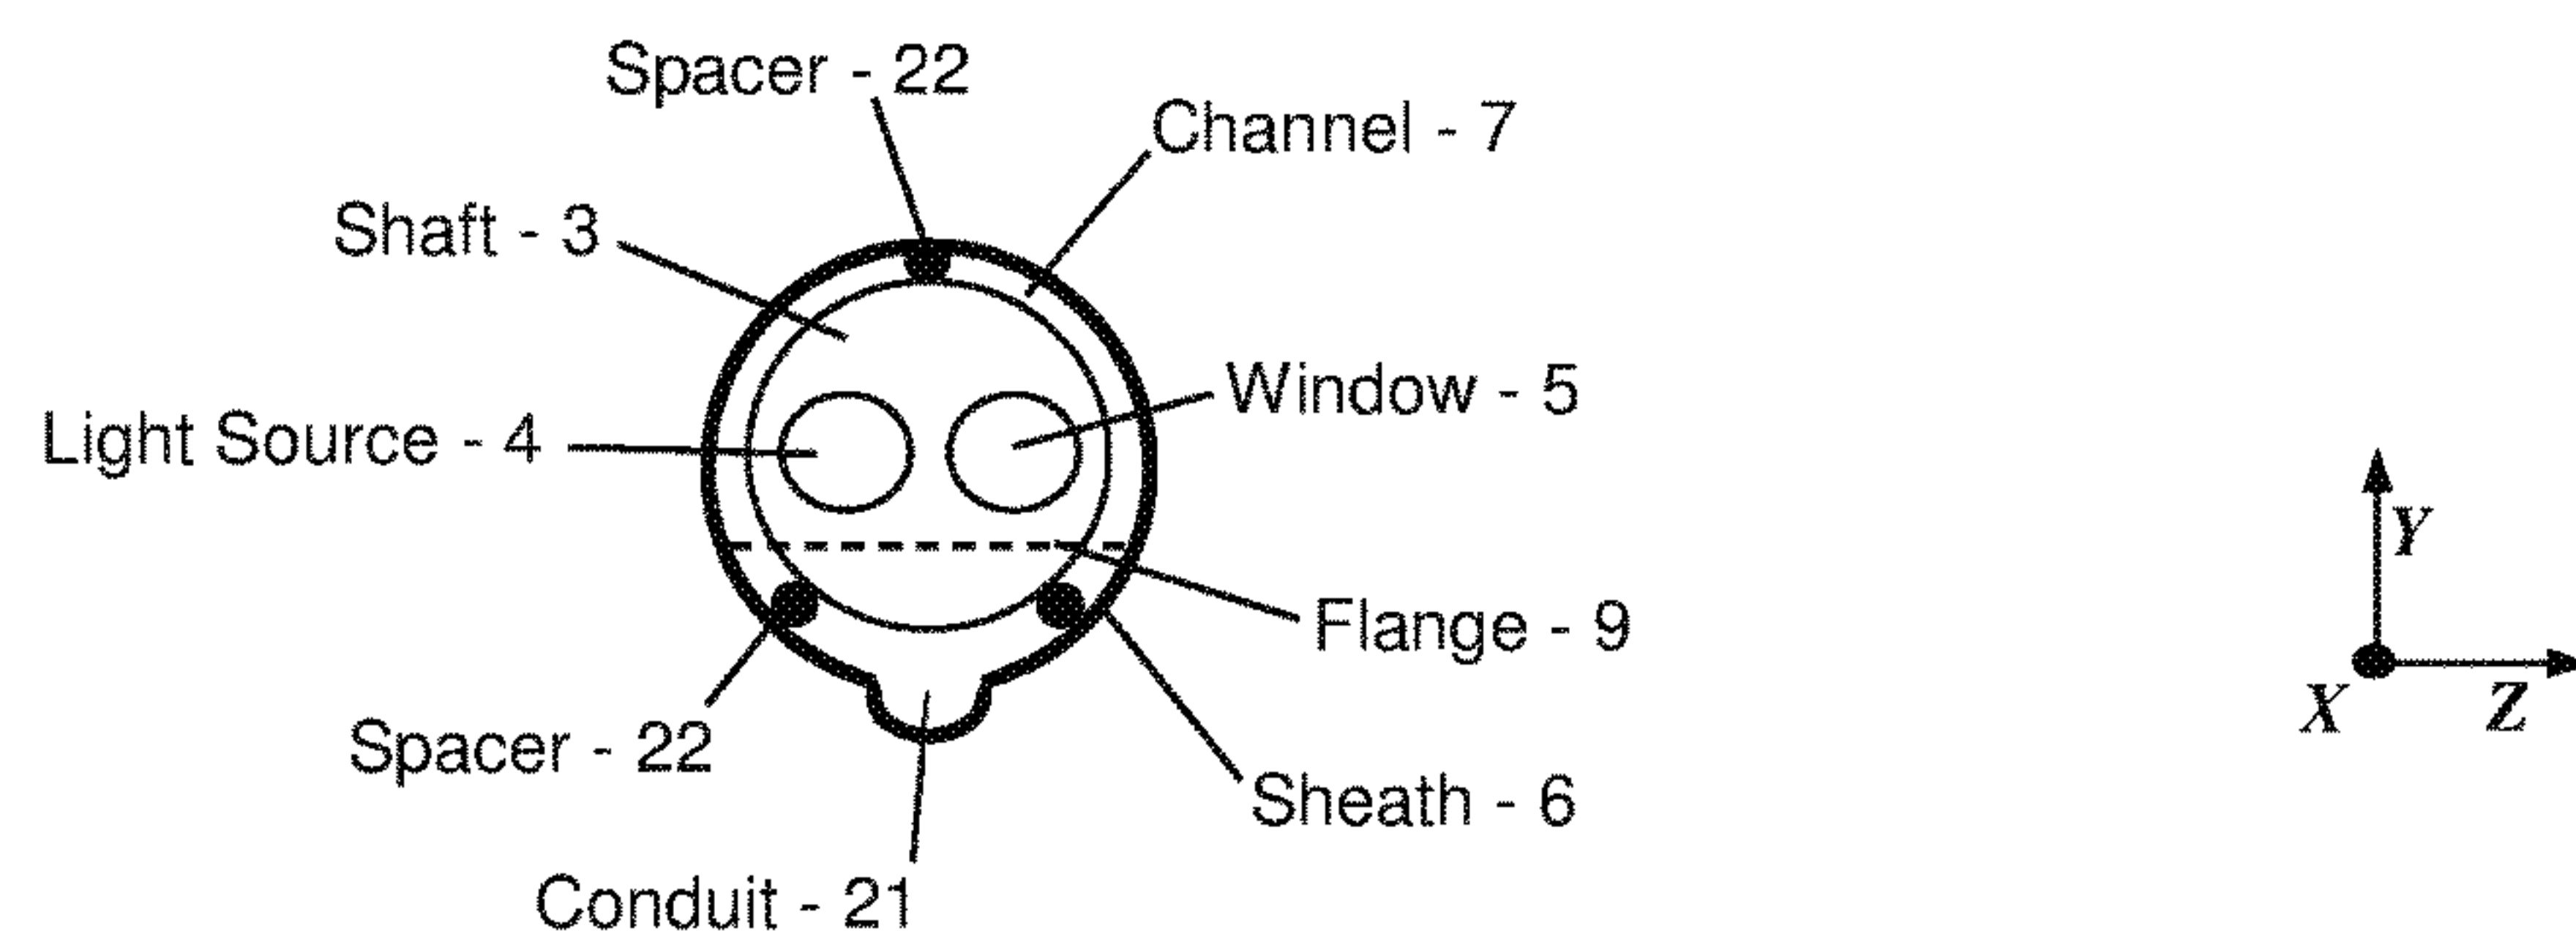 Spacer - 22
Channel - 7
Shaft - 3
Window - 5
Light Source - 4
Y
Flange - 9
X
Z
Spacer - 22
Sheath - 6
Conduit - 21